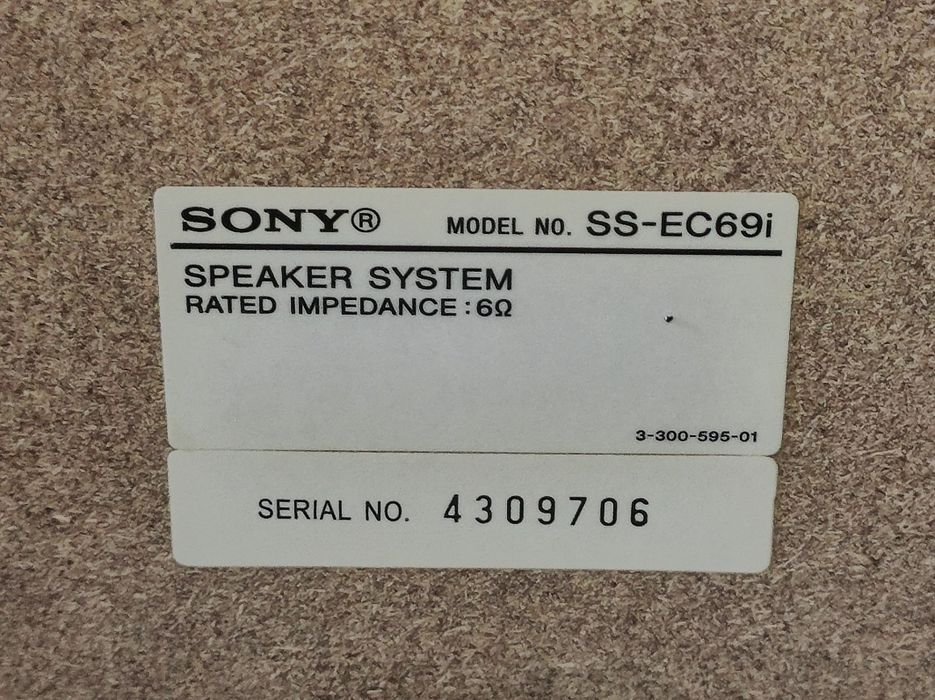 SONY® MODEL NO. SS-EC69i
SPEAKER SYSTEM
RATED IMPEDANCE : 6Ω
3-300-595-01
SERIAL NO. 4309706